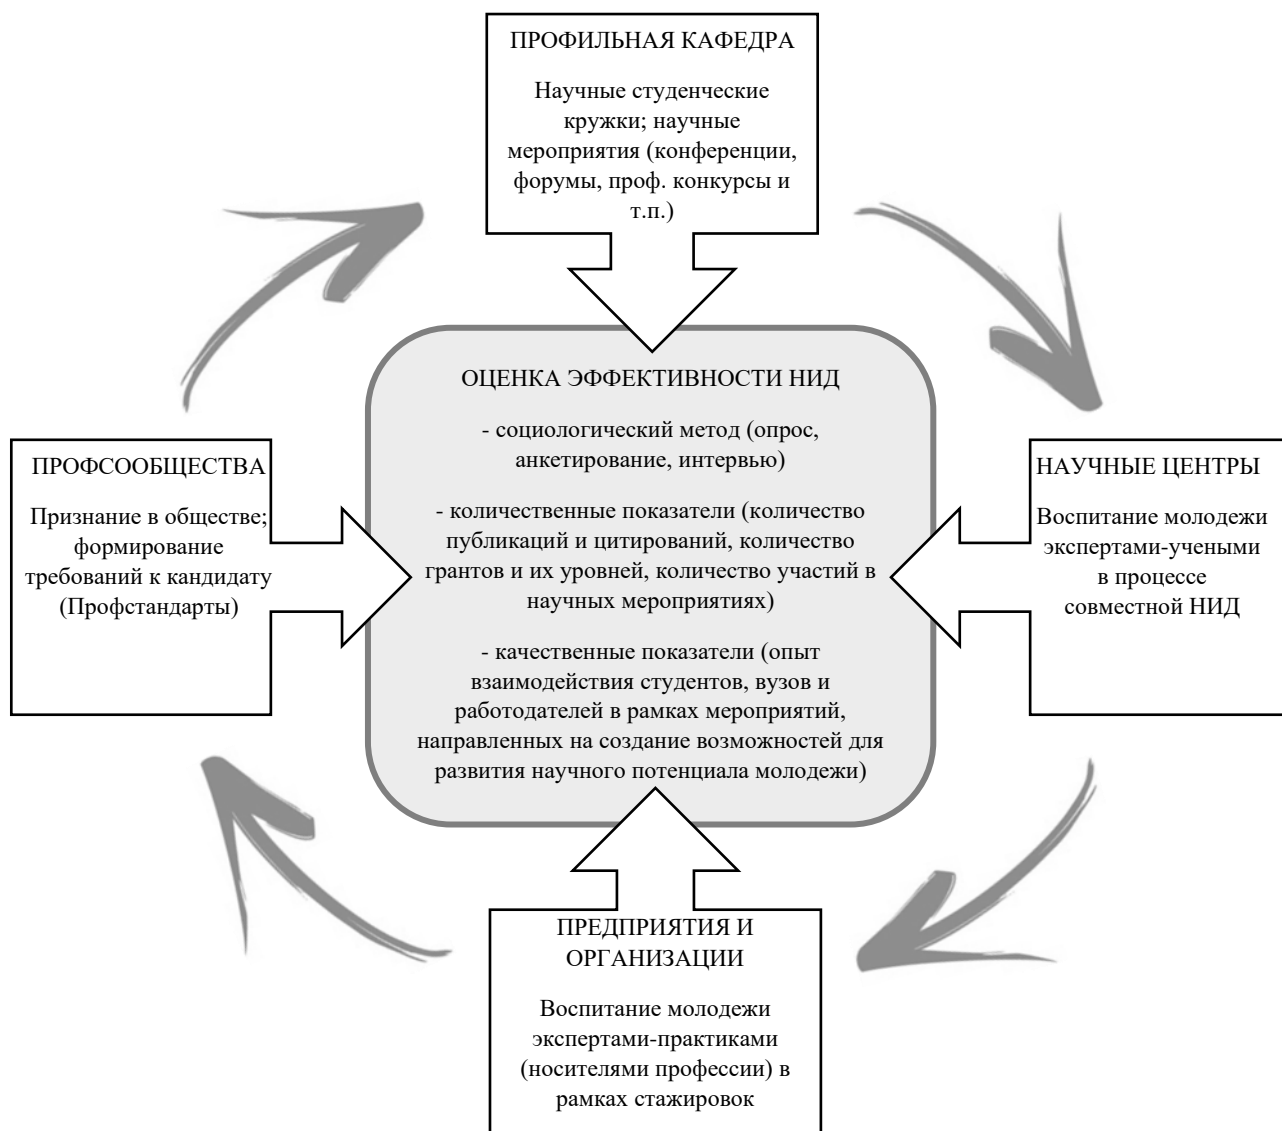 ПРОФИЛЬНАЯ КАФЕДРА
Научные студенческие
кружки; научные
мероприятия (конференции,
форумы, проф. конкурсы и
т.п.)
ОЦЕНКА ЭФФЕКТИВНОСТИ НИД
- социологический метод (опрос,
анкетирование, интервью)
- количественные показатели (количество
публикаций и цитирований, количество
грантов и их уровней, количество участий в
научных мероприятиях)
- качественные показатели (опыт
взаимодействия студентов, вузов и
работодателей в рамках мероприятий,
направленных на создание возможностей для
развития научного потенциала молодежи)
ПРОФСООБЩЕСТВА
Признание в обществе;
формирование
требований к кандидату
(Профстандарты)
НАУЧНЫЕ ЦЕНТРЫ
Воспитание молодежи
экспертами-учеными
в процессе
совместной НИД
ПРЕДПРИЯТИЯ И
ОРГАНИЗАЦИИ
Воспитание молодежи
экспертами-практиками
(носителями профессии) в
рамках стажировок